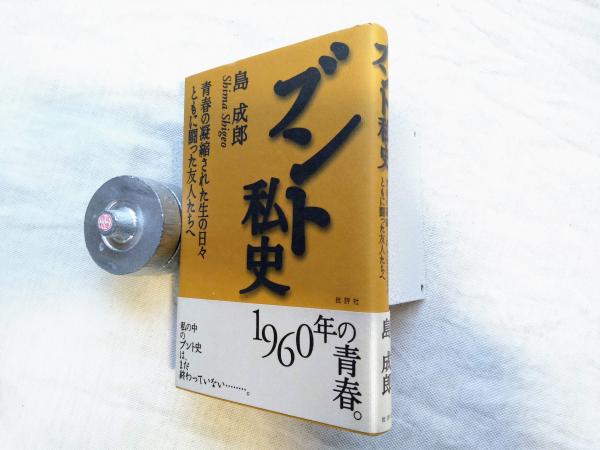 ブント
私史
島 成郎
Shima Shigeo
青春の凝縮された生の日々
ともに闘った友人たちへ
批評社
1960年の青春。
私の中
のブント史
は、
まだ
終わっていない………。
ブント私史
ともに闘った友人たちへ
島 成郎
批評社